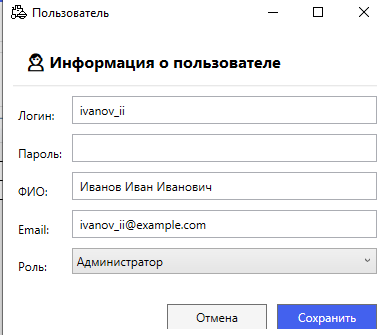 Пользователь
Информация о пользователе
Логин: ivanov_ii
Пароль:
ФИО: Иванов Иван Иванович
Email: ivanov_ii@example.com
Роль: Администратор
Отмена Сохранить